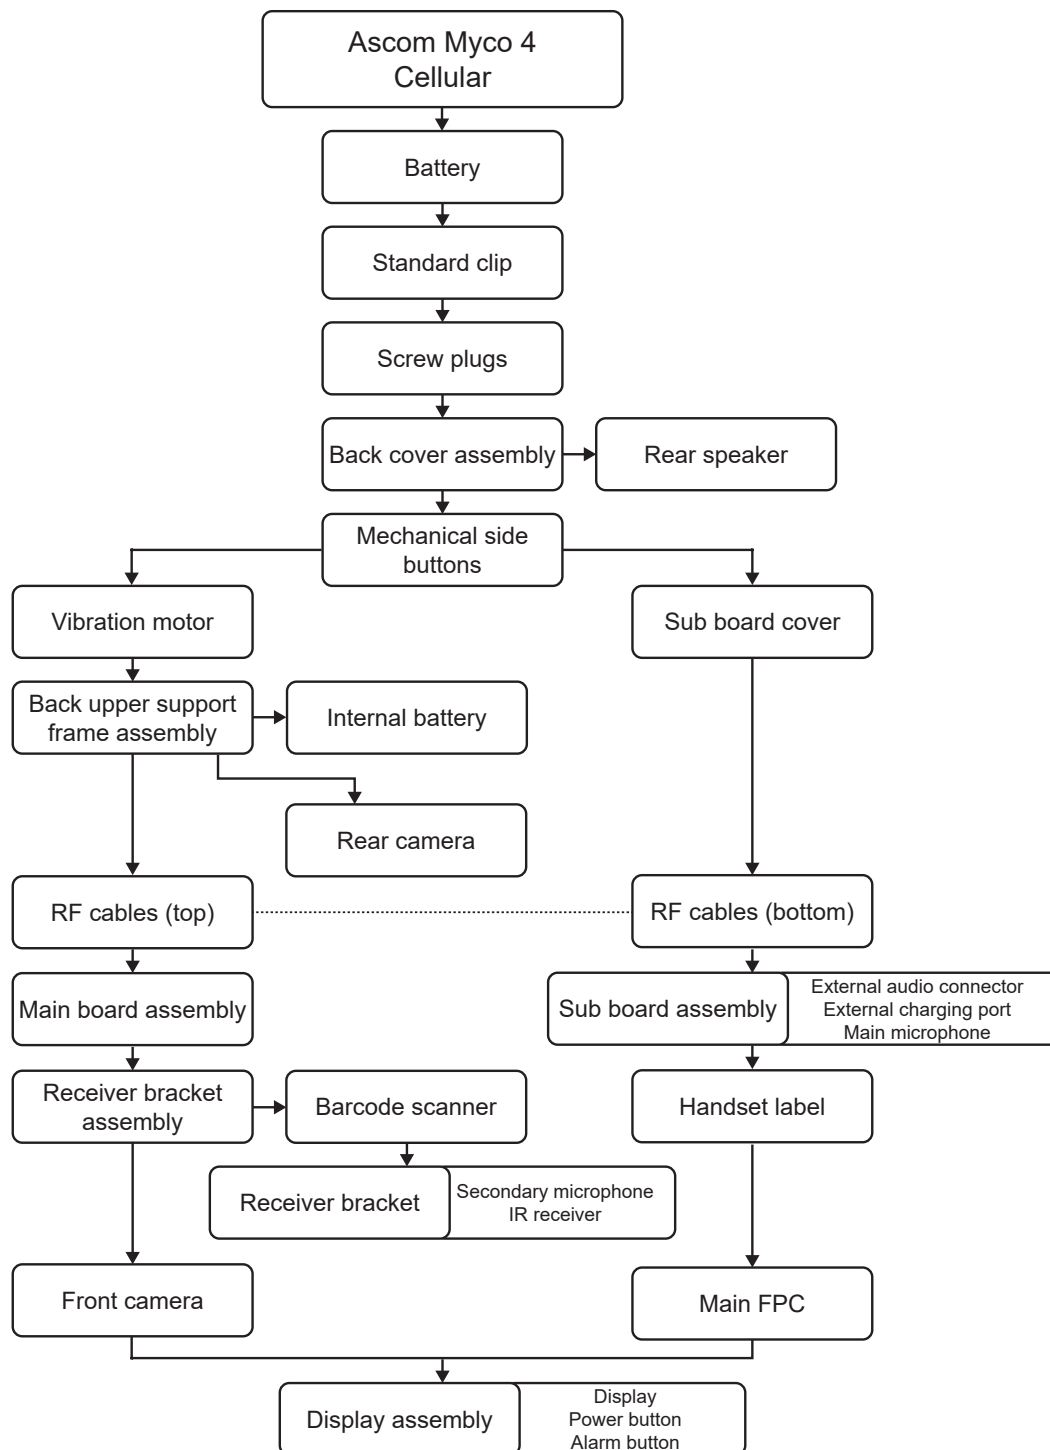 Ascom Myco 4
Cellular
Battery
Standard clip
Screw plugs
Back cover assembly
Rear speaker
Mechanical side
buttons
Vibration motor
Sub board cover
Back upper support
frame assembly
Internal battery
Rear camera
RF cables (top)
RF cables (bottom)
Main board assembly
Sub board assembly
External audio connector
External charging port
Main microphone
Receiver bracket
assembly
Barcode scanner
Handset label
Receiver bracket
Secondary microphone
IR receiver
Front camera
Main FPC
Display assembly
Display
Power button
Alarm button